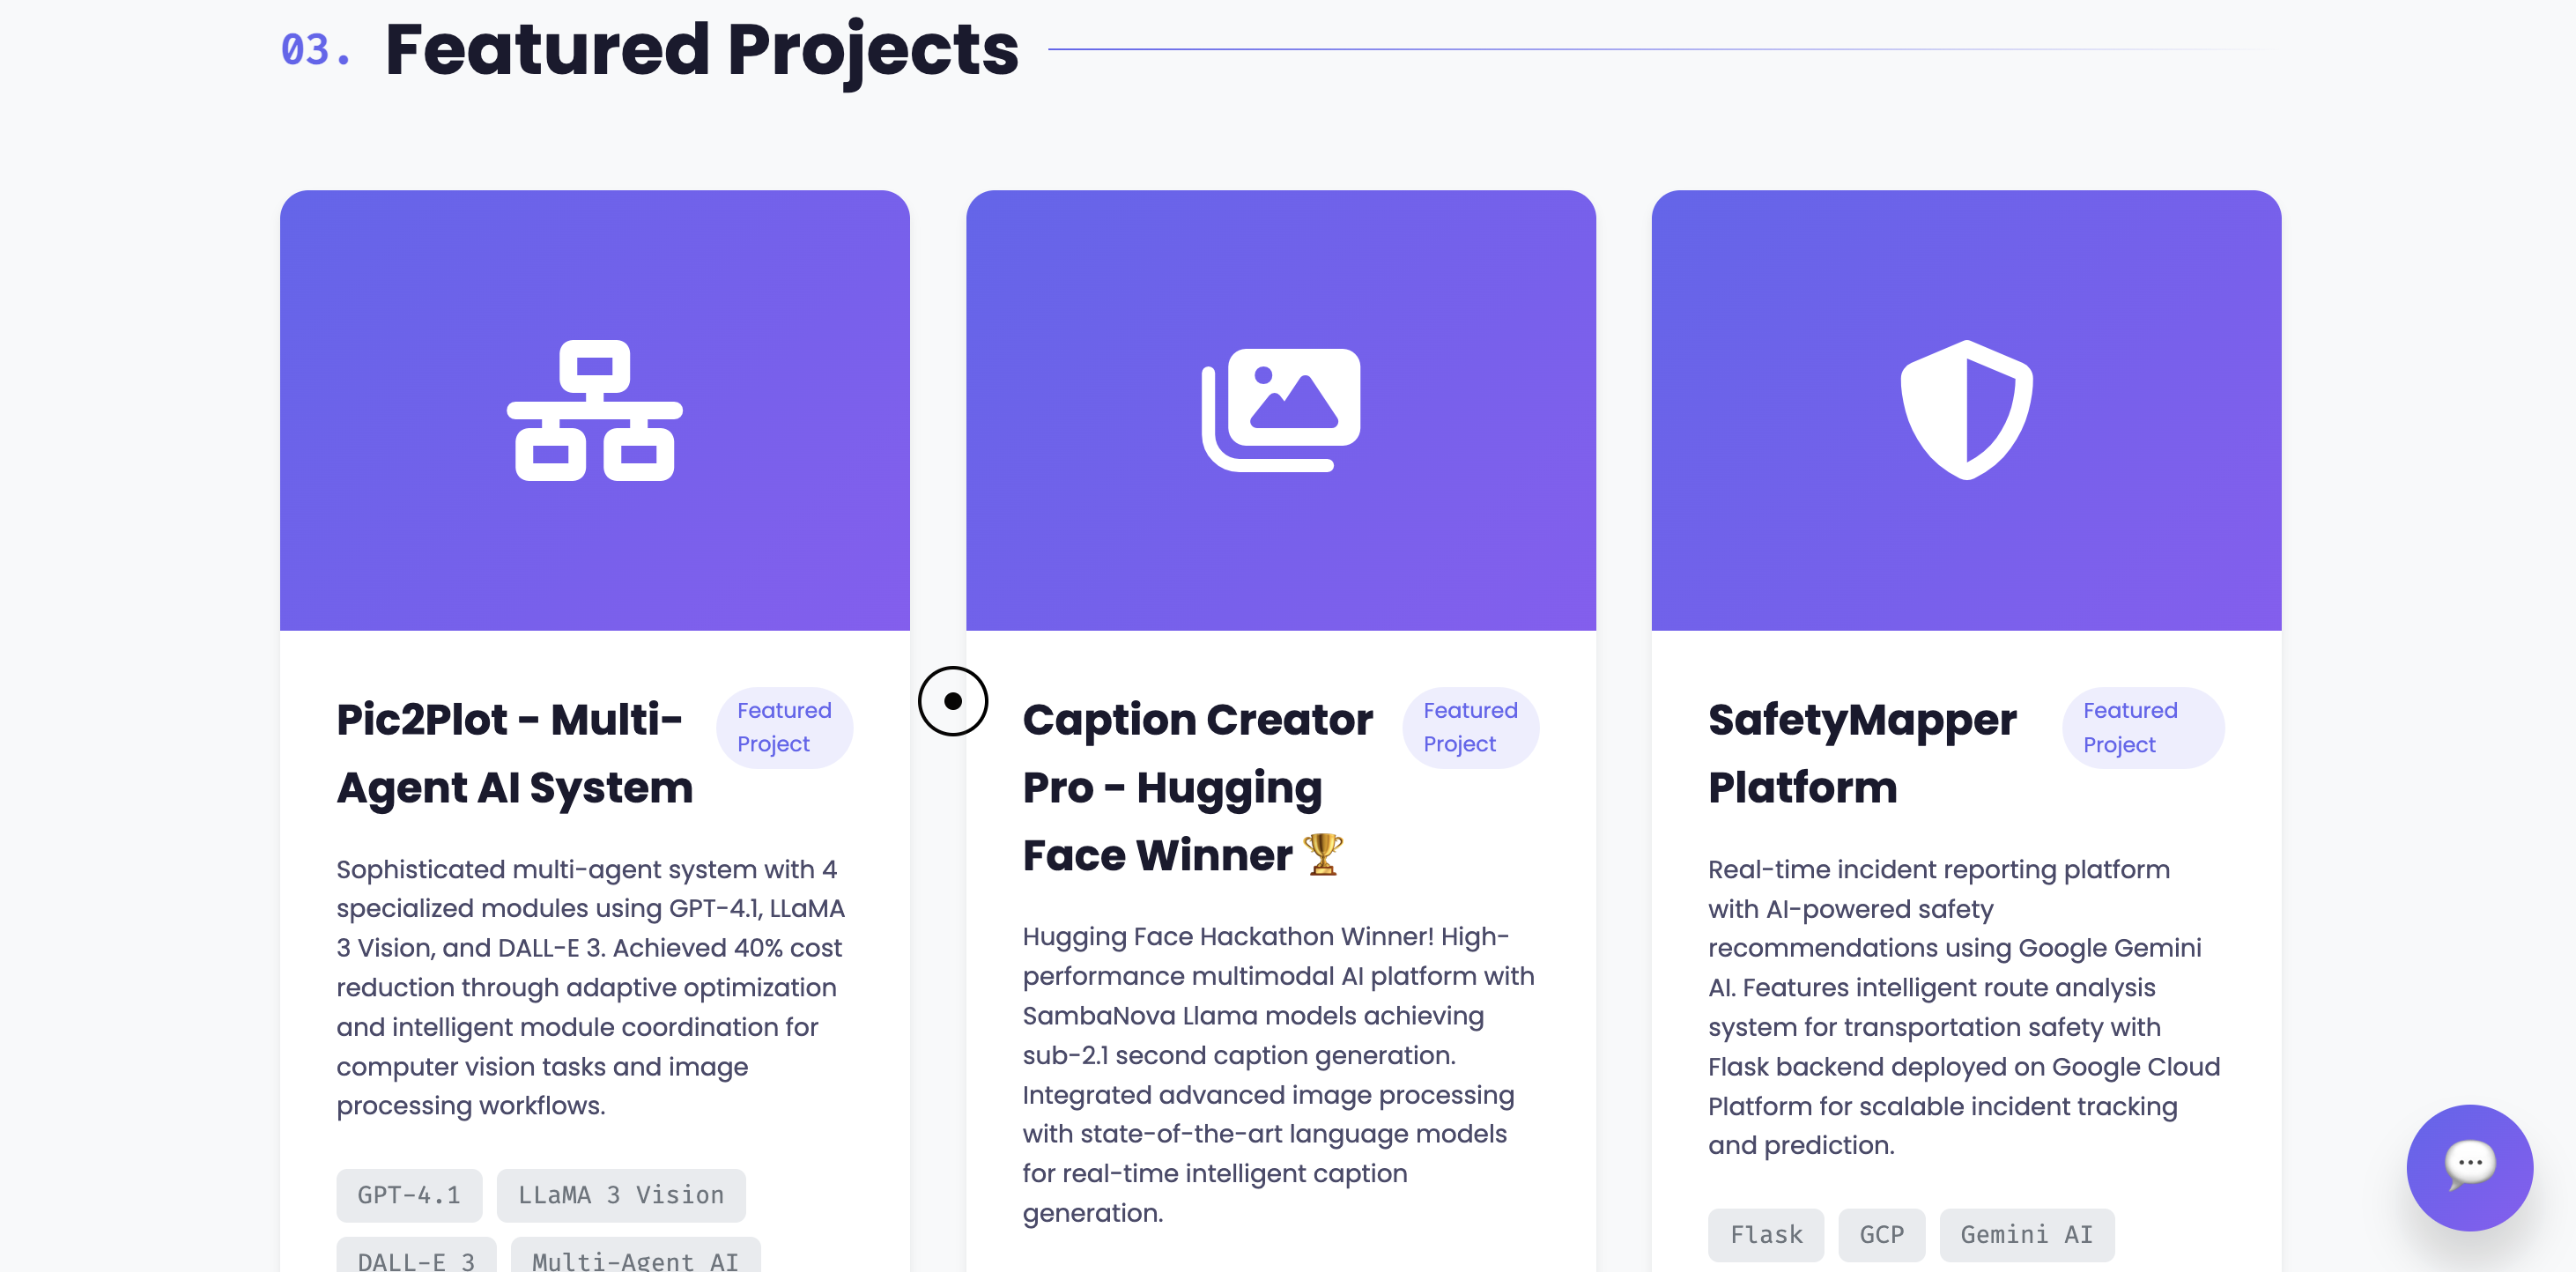 03. Featured Projects
Pic2Plot - Multi-
Agent AI System
Featured
Project
Sophisticated multi-agent system with 4
specialized modules using GPT-4.1, LLaMA
3 Vision, and DALL-E 3. Achieved 40% cost
reduction through adaptive optimization
and intelligent module coordination for
computer vision tasks and image
processing workflows.
GPT-4.1
LLaMA 3 Vision
DALL-E 3
Multi-Agent AI
Caption Creator
Pro - Hugging
Face Winner 🏆
Featured
Project
Hugging Face Hackathon Winner! High-
performance multimodal AI platform with
SambaNova Llama models achieving
sub-2.1 second caption generation.
Integrated advanced image processing
with state-of-the-art language models
for real-time intelligent caption
generation.
SafetyMapper
Platform
Featured
Project
Real-time incident reporting platform
with AI-powered safety
recommendations using Google Gemini
AI. Features intelligent route analysis
system for transportation safety with
Flask backend deployed on Google Cloud
Platform for scalable incident tracking
and prediction.
Flask
GCP
Gemini AI